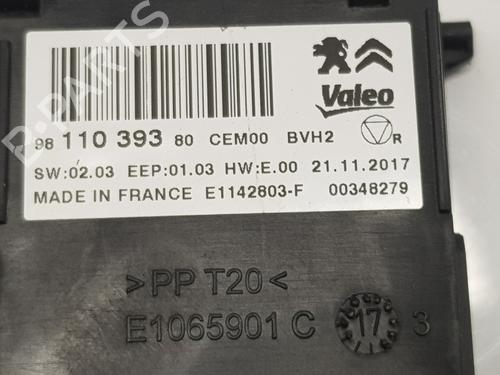 Valeo
98 110 393 80 CEM00 BVH2
R
SW:02.03 EEP:01.03 HW:E.00 21.11.2017
MADE IN FRANCE E1142803-F 00348279
>PP T20<
E1065901 C
17
3
B-PARTS